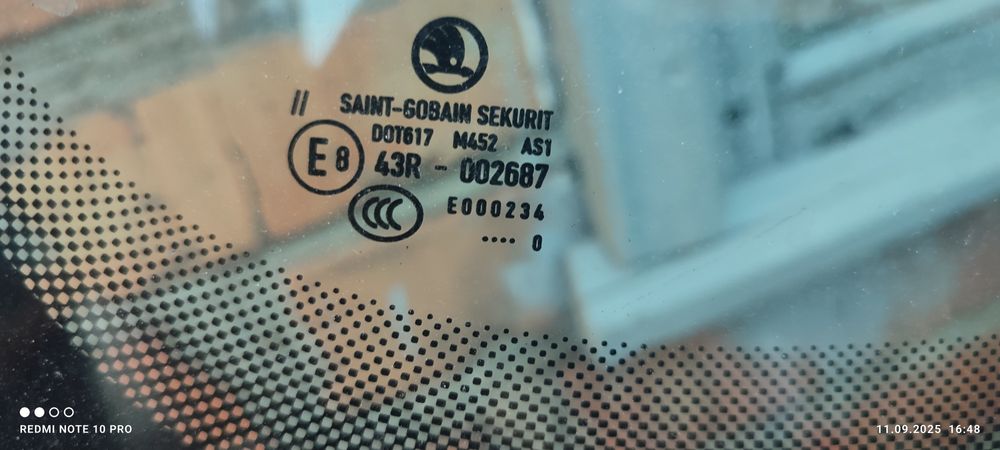 // SAINT-GOBAIN SEKURIT
DOT617 M452 AS1
E8 43R - 002687
CCC E000234
.... 0
REDMI NOTE 10 PRO
11.09.2025 16:48